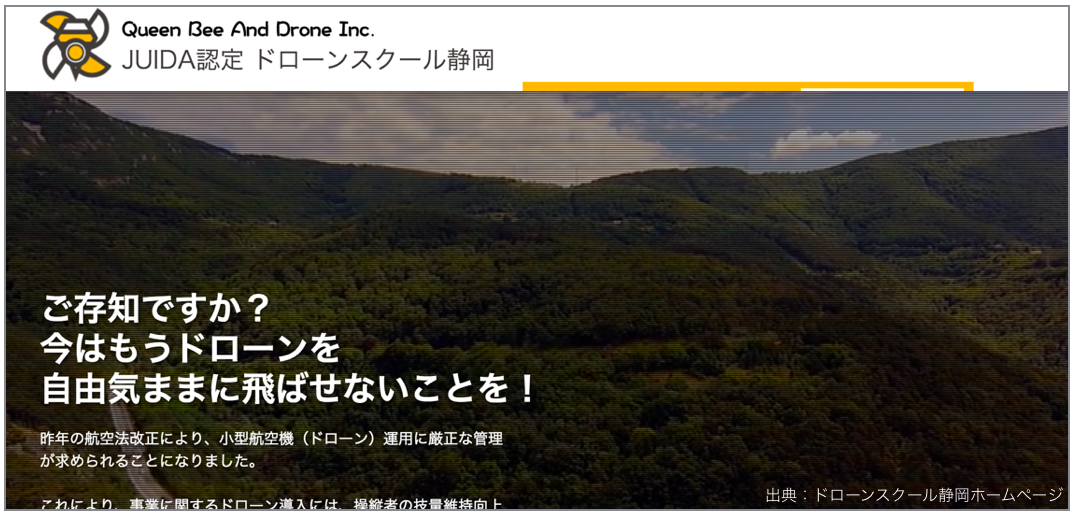 Queen Bee And Drone Inc.
JUIDA認定 ドローンスクール静岡
ご存知ですか？
今はもうドローンを
自由気ままに飛ばせないことを！
昨年の航空法改正により、小型航空機（ドローン）運用に厳正な管理
が求められることになりました。
これにより、事業に関するドローン導入には、操縦者の技量維持向上
出典：ドローンスクール静岡ホームページ